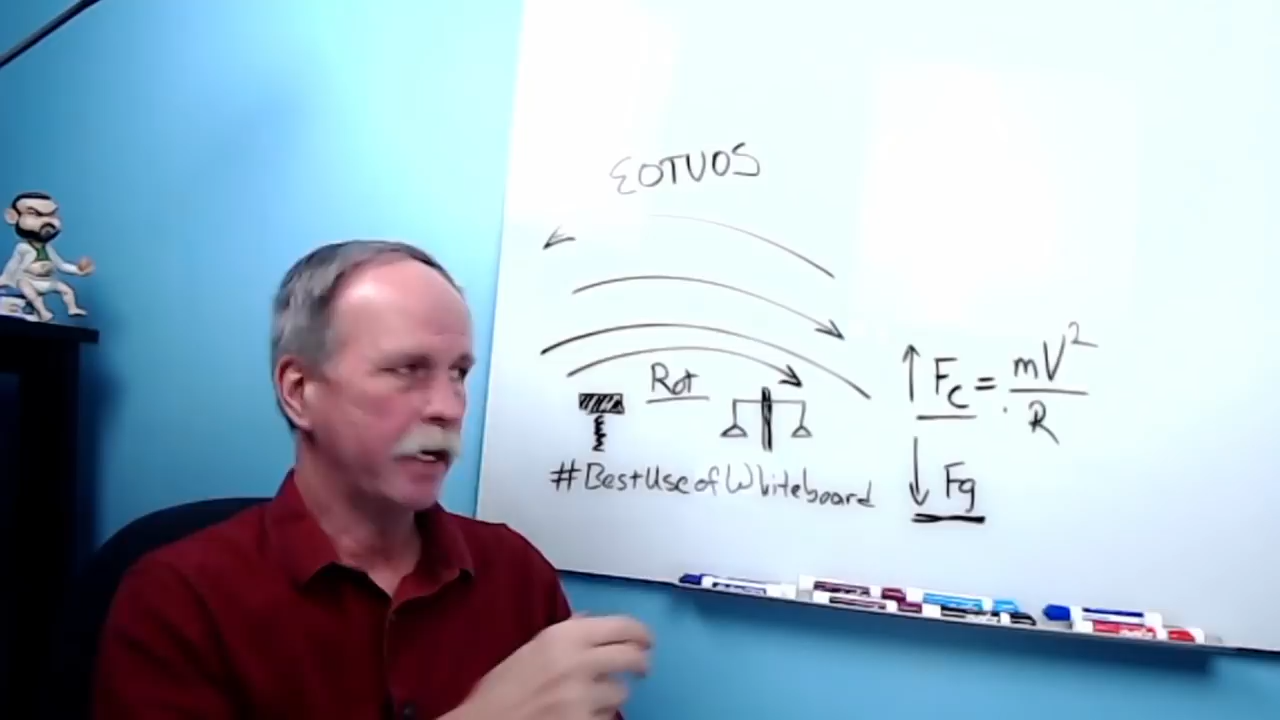 EOTVOS
Rot
#BestUseofWhiteboard
Fc = mV²/R
Fg